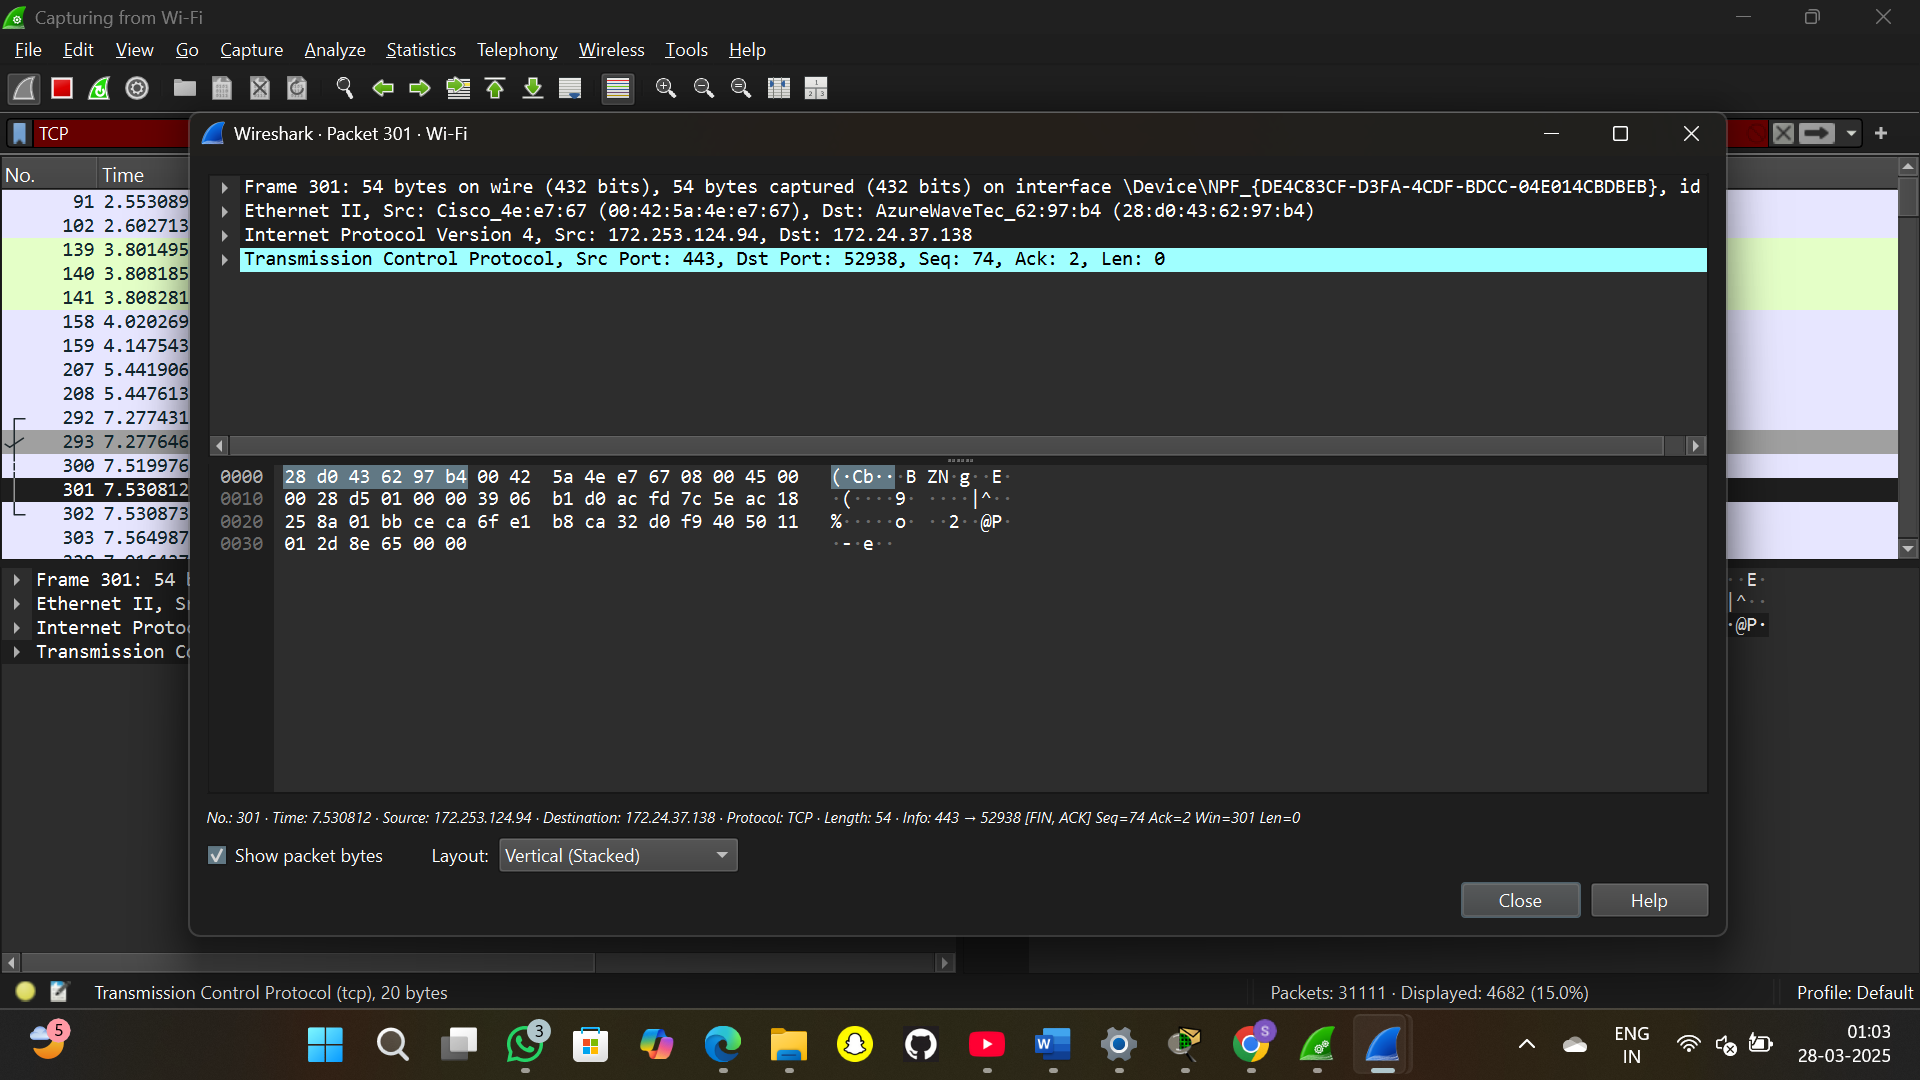 Capturing from Wi-Fi
File Edit View Go Capture Analyze Statistics Telephony Wireless Tools Help
TCP
Wireshark · Packet 301 · Wi-Fi
No. Time
91 2.553089
102 2.602713
139 3.801495
140 3.808185
141 3.808281
158 4.020269
159 4.147543
207 5.441906
208 5.447613
292 7.277431
293 7.277646
300 7.519976
301 7.530812
302 7.530873
303 7.564987
Frame 301: 54 bytes on wire (432 bits), 54 bytes captured (432 bits) on interface \Device\NPF_{DE4C83CF-D3FA-4CDF-BDCC-04E014CBDBEB}, id
Ethernet II, Src: Cisco_4e:e7:67 (00:42:5a:4e:e7:67), Dst: AzureWaveTec_62:97:b4 (28:d0:43:62:97:b4)
Internet Protocol Version 4, Src: 172.253.124.94, Dst: 172.24.37.138
Transmission Control Protocol, Src Port: 443, Dst Port: 52938, Seq: 74, Ack: 2, Len: 0
0000 28 d0 43 62 97 b4 00 42 5a 4e e7 67 08 00 45 00 (·Cb···B ZN·g··E·
0010 00 28 d5 01 00 00 39 06 b1 d0 ac fd 7c 5e ac 18 ·(····9· ····|^··
0020 25 8a 01 bb ce ca 6f e1 b8 ca 32 d0 f9 40 50 11 %·····o· ··2··@P·
0030 01 2d 8e 65 00 00 ·-·e··
Frame 301: 54
Ethernet II, S
Internet Proto
Transmission C
··E·
|^··
·@P·
No.: 301 · Time: 7.530812 · Source: 172.253.124.94 · Destination: 172.24.37.138 · Protocol: TCP · Length: 54 · Info: 443 → 52938 [FIN, ACK] Seq=74 Ack=2 Win=301 Len=0
Show packet bytes Layout: Vertical (Stacked)
Close Help
Transmission Control Protocol (tcp), 20 bytes
Packets: 31111 · Displayed: 4682 (15.0%)
Profile: Default
5
3
S
ENG
IN
01:03
28-03-2025